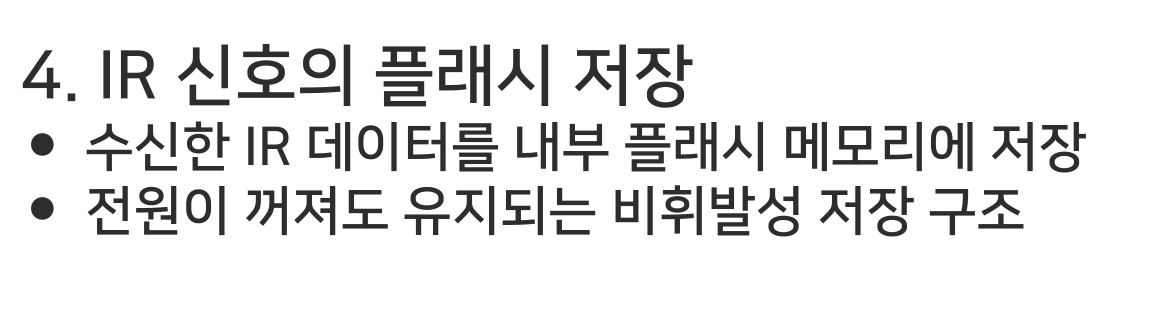 4. IR 신호의 플래시 저장
● 수신한 IR 데이터를 내부 플래시 메모리에 저장
● 전원이 꺼져도 유지되는 비휘발성 저장 구조